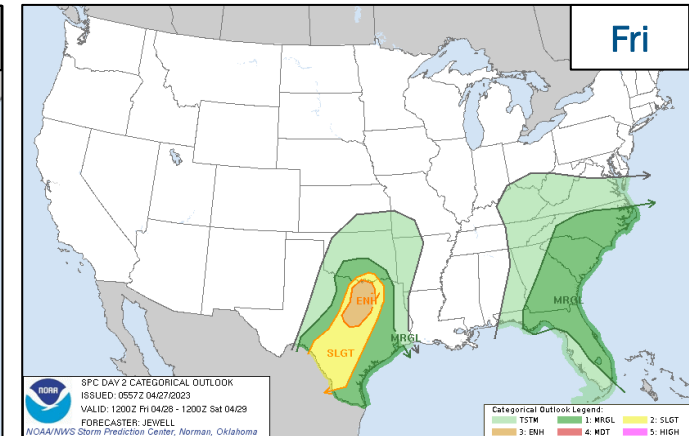 Fri
ENH
MRGL
MRGL
SLGT
NOAA
SPC DAY 2 CATEGORICAL OUTLOOK
ISSUED: 0557Z 04/27/2023
VALID: 1200Z Fri 04/28 - 1200Z Sat 04/29
FORECASTER: JEWELL
NOAA/NWS Storm Prediction Center, Norman, Oklahoma
Categorical Outlook Legend:
TSTM 1: MRGL 2: SLGT
3: ENH 4: MDT 5: HIGH